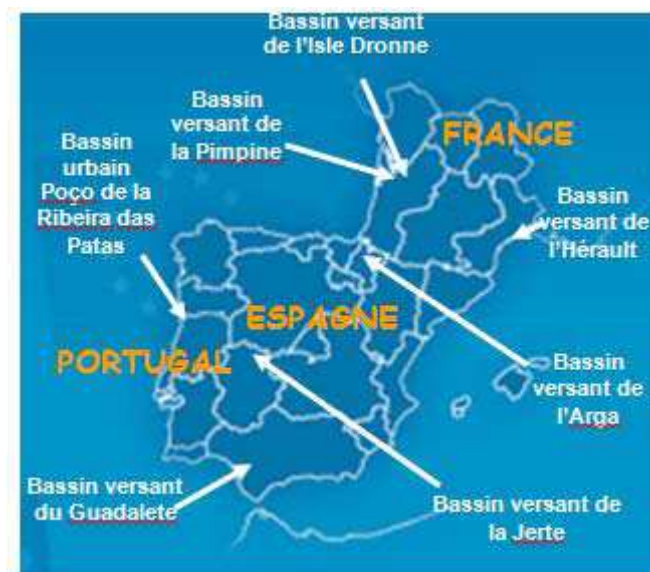 Bassin versant
de l'Isle Dronne
Bassin
versant de
la Pimpine
FRANCE
Bassin
urbain
Poço de la
Ribeira das
Patas
Bassin
versant de
l'Hérault
ESPAGNE
PORTUGAL
Bassin
versant de
l'Arga
Bassin versant
du Guadalete
Bassin versant de
la Jerte